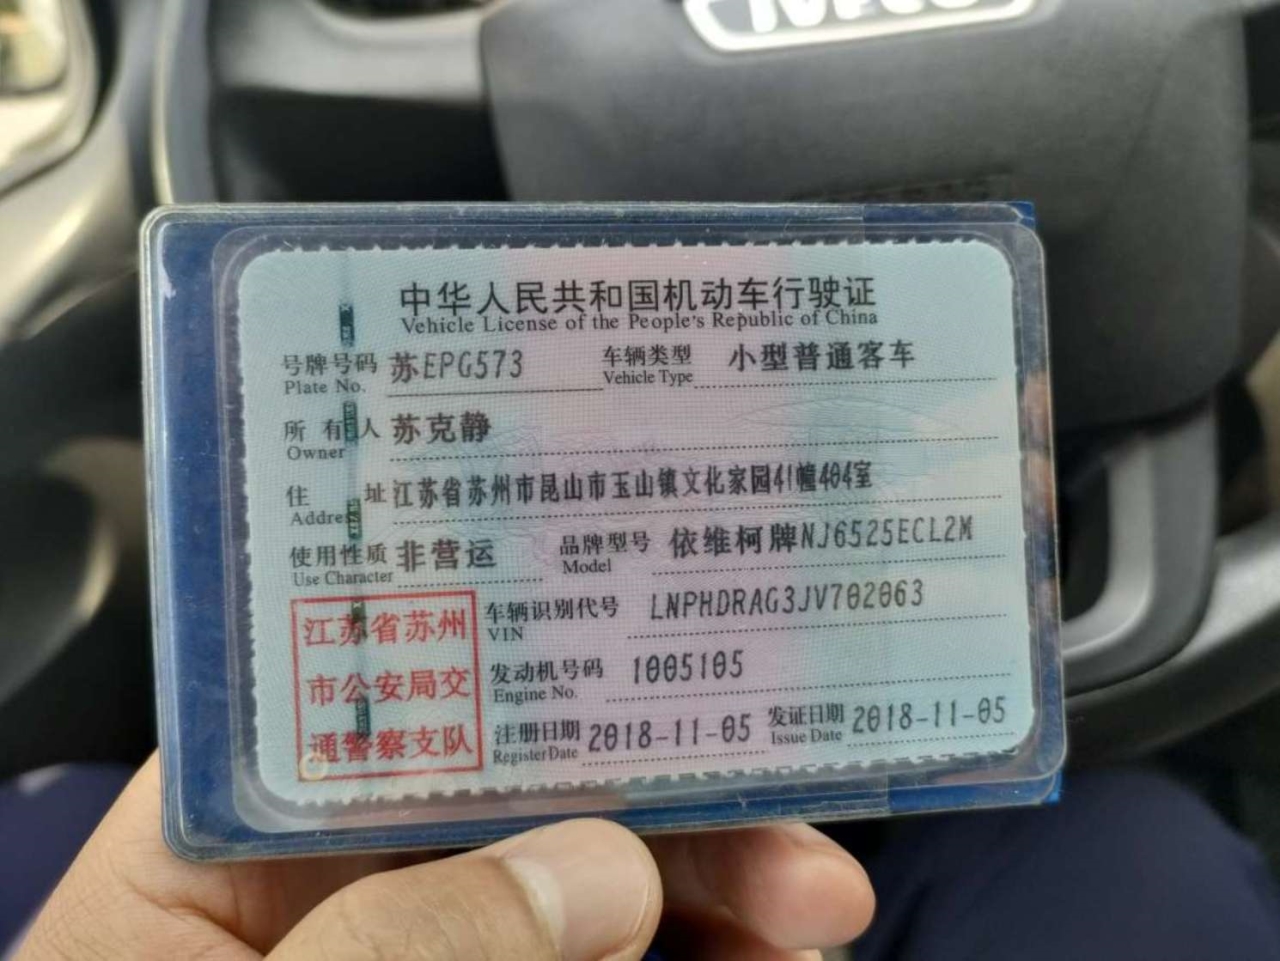 中华人民共和国机动车行驶证
Vehicle License of the People's Republic of China
号牌号码 苏EPG573 车辆类型 小型普通客车
Plate No. Vehicle Type
所有人 苏克静
Owner
住 址 江苏省苏州市昆山市玉山镇文化家园41幢404室
Address
使用性质 非营运 品牌型号 依维柯牌NJ6525ECL2M
Use Character Model
江苏省苏州
市公安局交
通警察支队
车辆识别代号 LNPHDRAG3JV702063
VIN
发动机号码 1005105
Engine No.
注册日期 2018-11-05 发证日期 2018-11-05
Register Date Issue Date